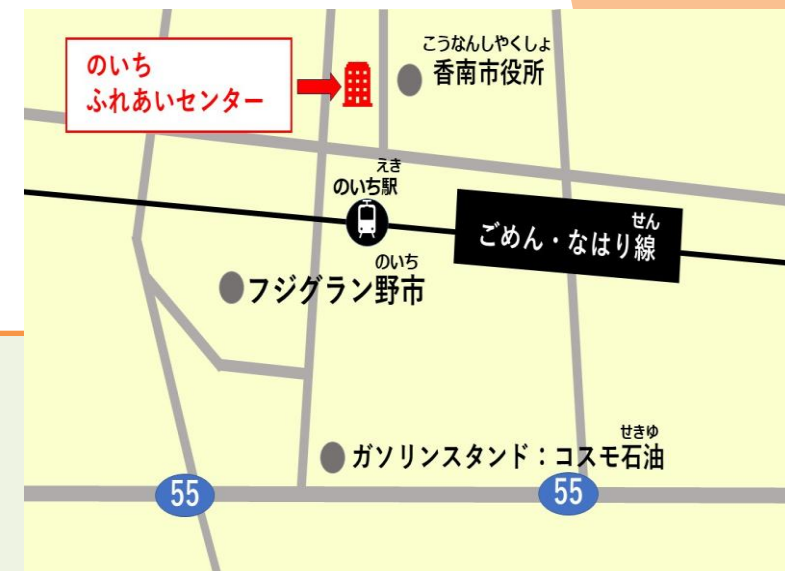 のいち
ふれあいセンター
こうなんしやくしょ
香南市役所
えき
のいち駅
せん
ごめん・なはり線
のいち
フジグラン野市
せきゆ
ガソリンスタンド：コスモ石油
55
55